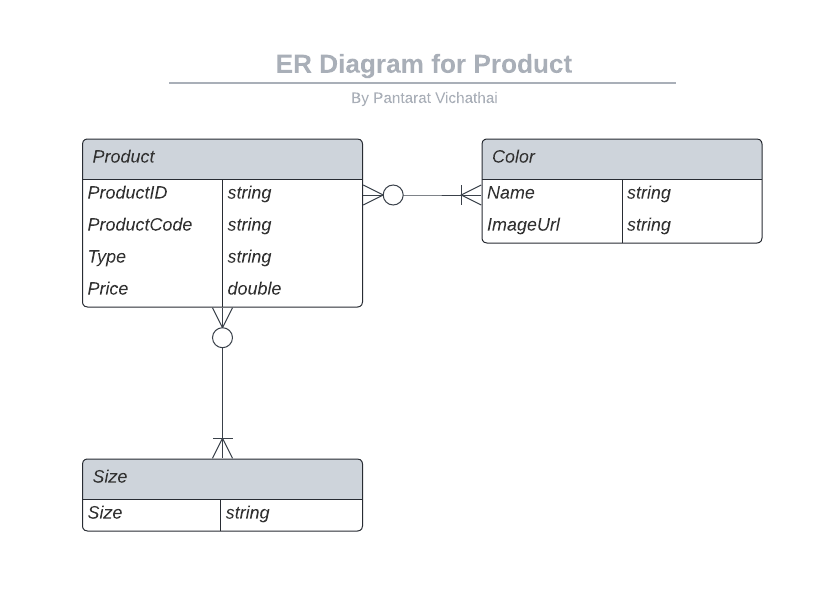 ER Diagram for Product
By Pantarat Vichathai
Product
ProductID string
ProductCode string
Type string
Price double
Color
Name string
ImageUrl string
Size
Size string